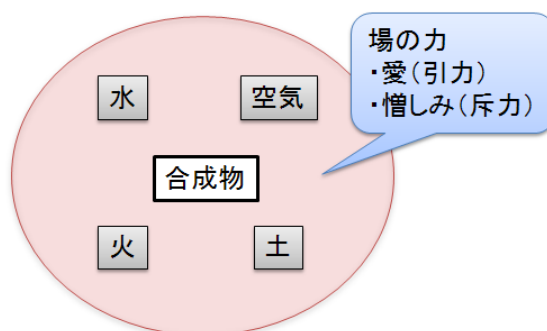 場の力
・愛(引力)
・憎しみ(斥力)
水
空気
合成物
火
土